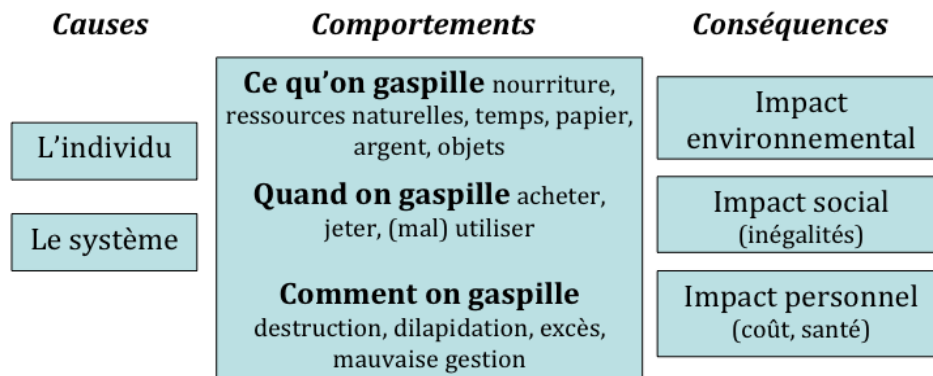 Causes
Comportements
Conséquences
L'individu
Le système
Ce qu'on gaspille nourriture,
ressources naturelles, temps, papier,
argent, objets
Quand on gaspille acheter,
jeter, (mal) utiliser
Comment on gaspille
destruction, dilapidation, excès,
mauvaise gestion
Impact
environnemental
Impact social
(inégalités)
Impact personnel
(coût, santé)